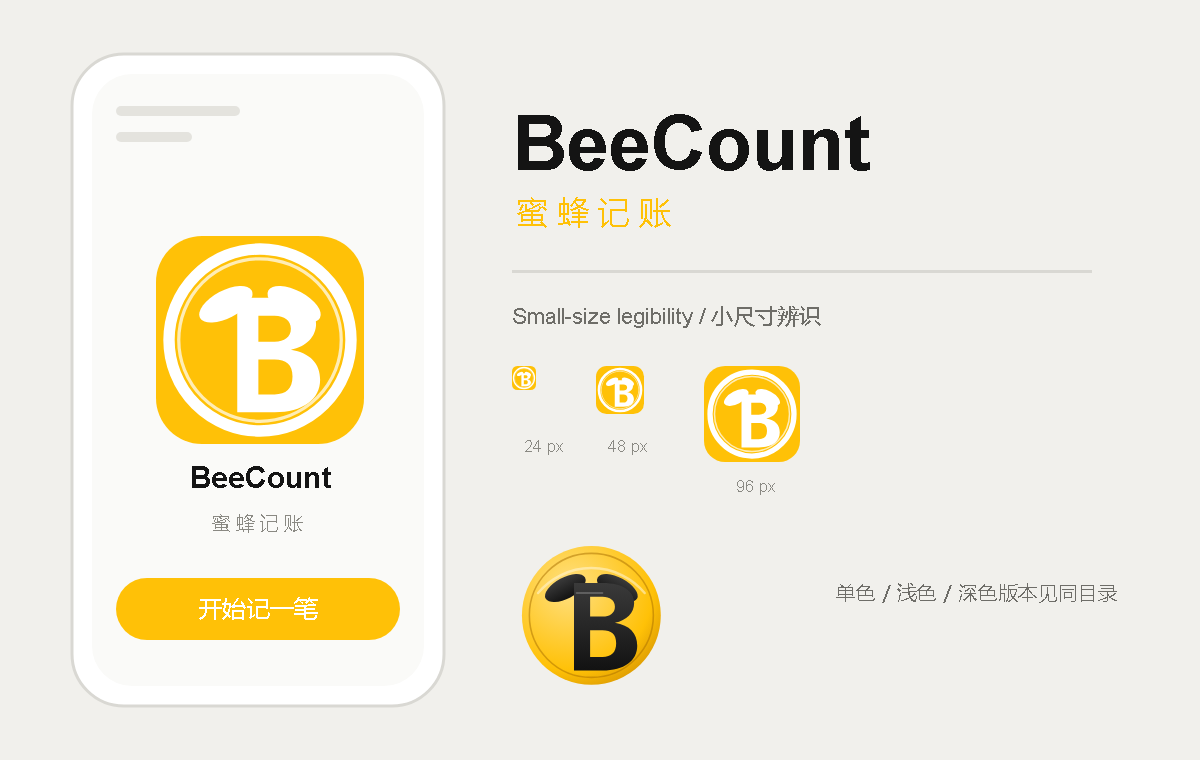 BeeCount
蜜蜂记账
开始记一笔
BeeCount
蜜蜂记账
Small-size legibility / 小尺寸辨识
B
B
B
B
24 px
48 px
96 px
B
单色 / 浅色 / 深色版本见同目录